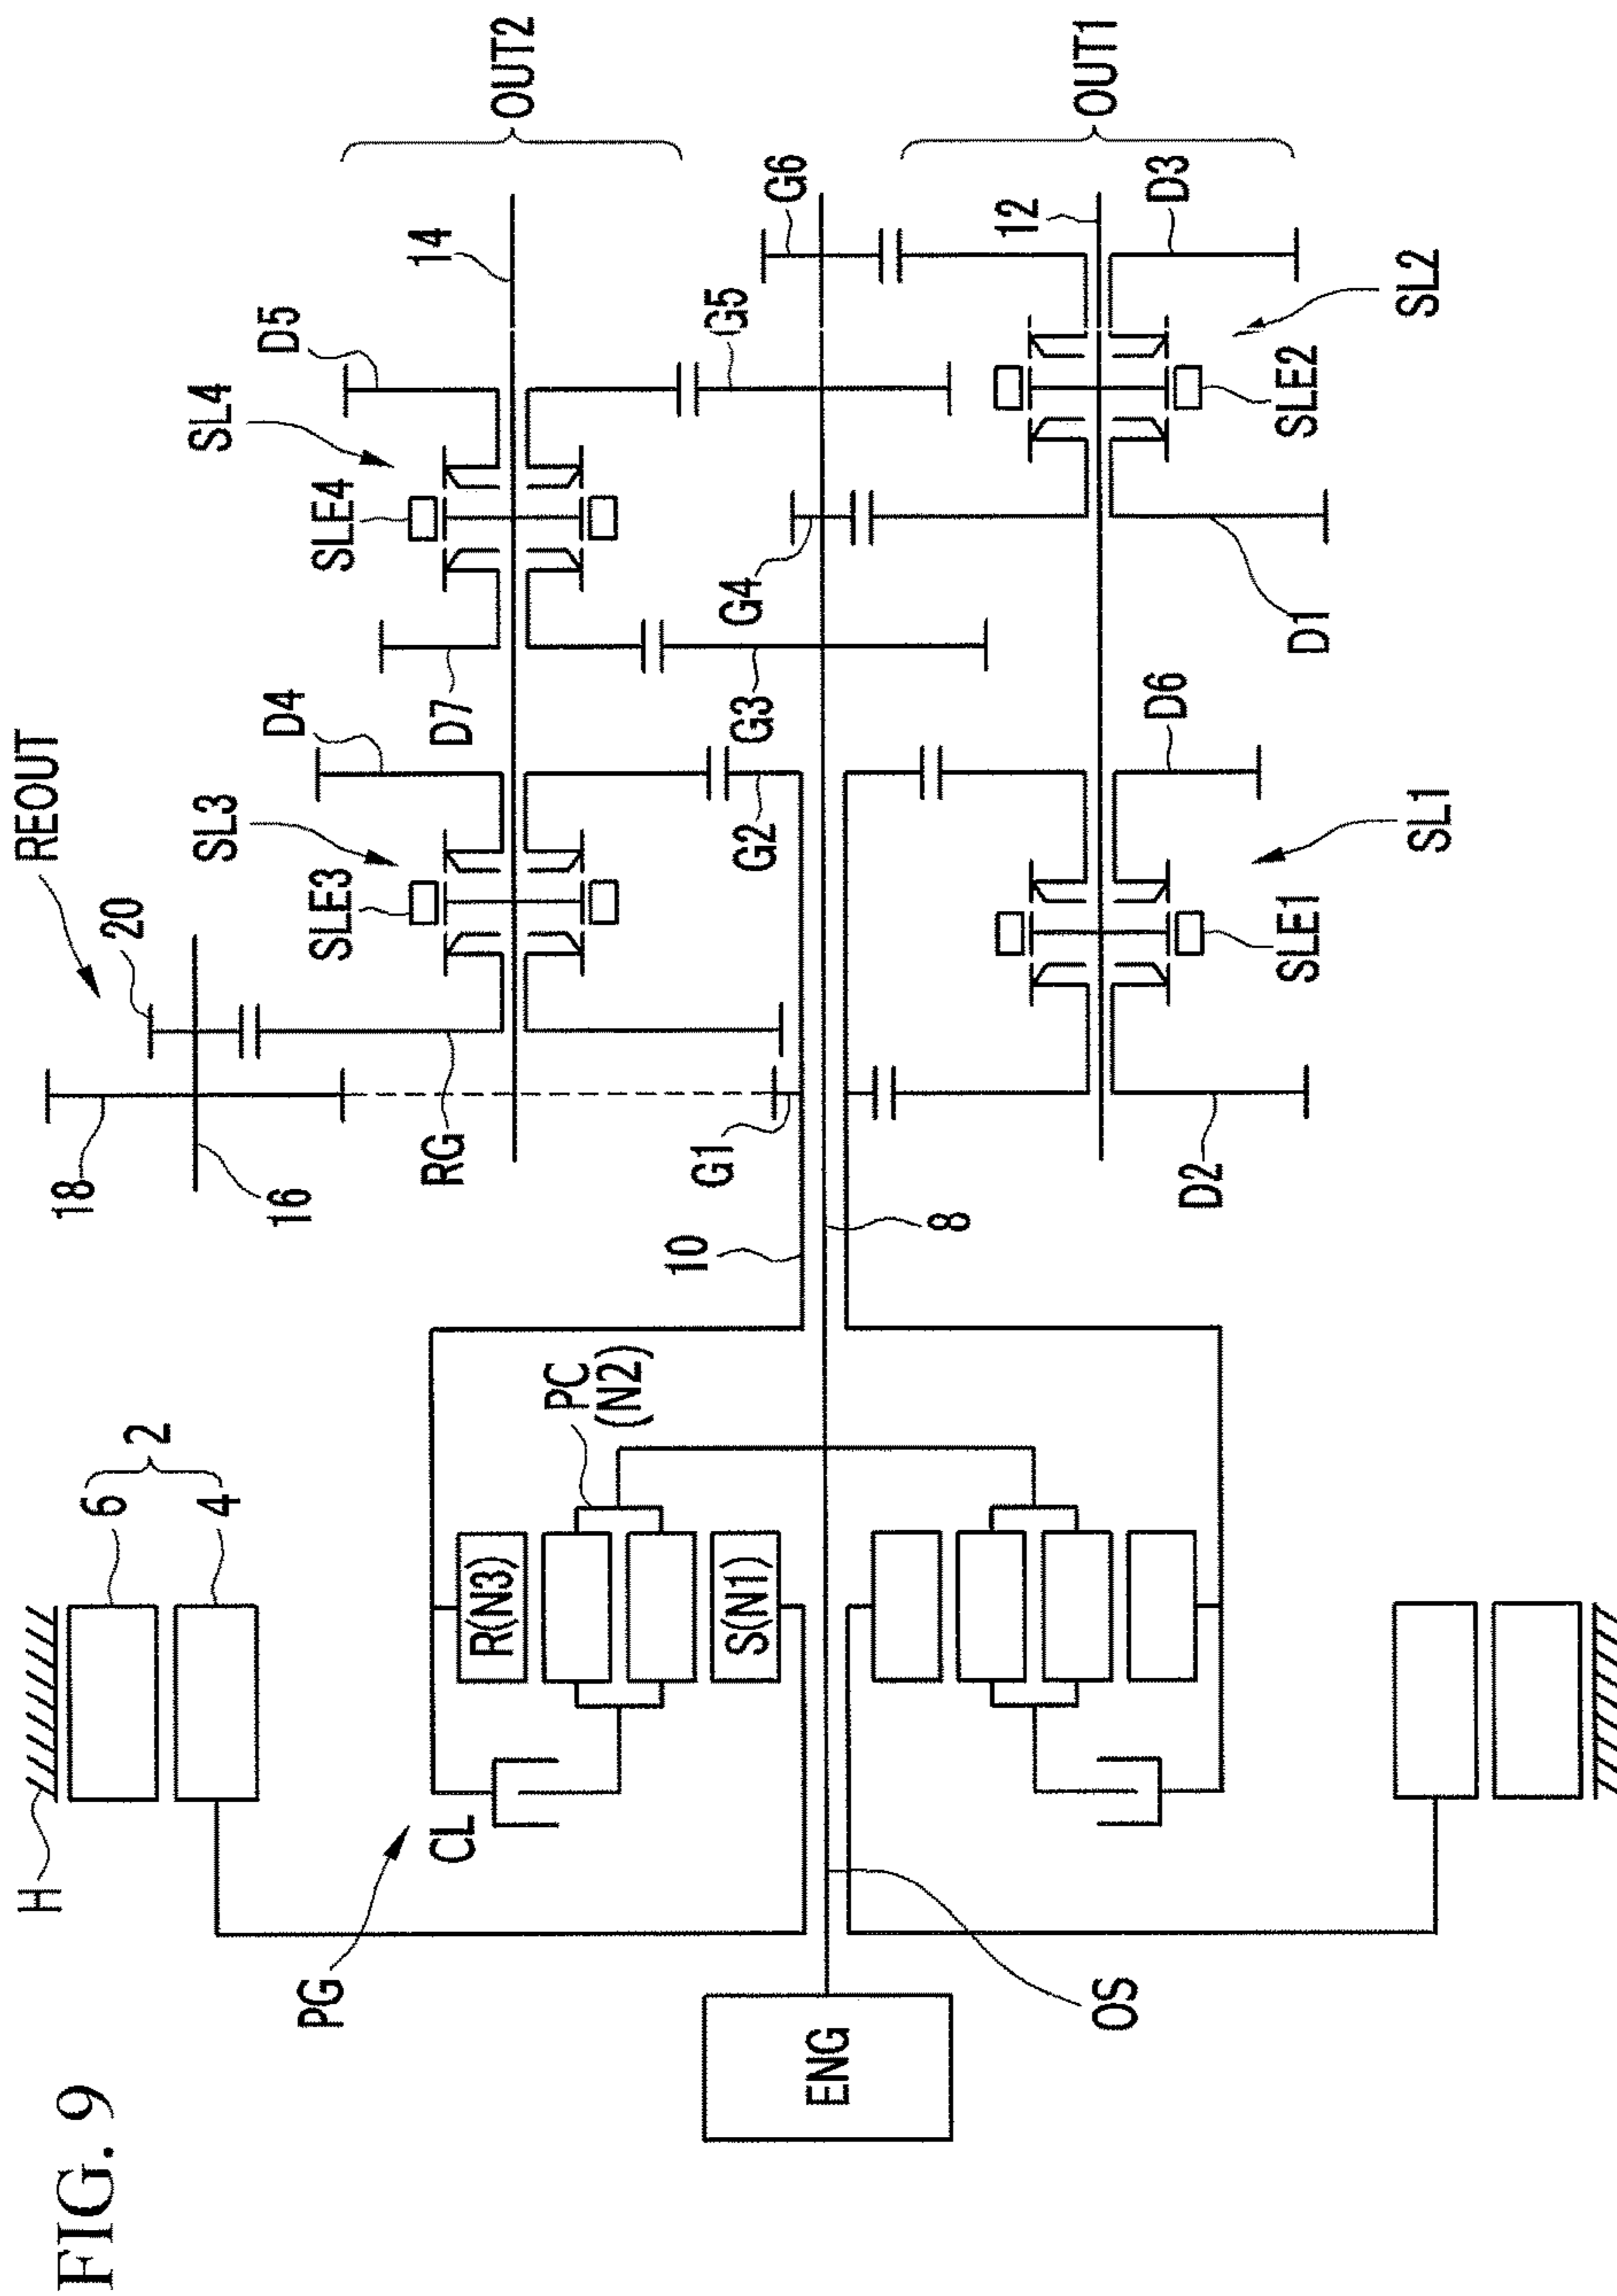 FIG. 9
H
6
4
2
PG
CL
R(N3)
S(N1)
PC
(N2)
ENG
OS
10
8
18
16
20
REOUT
RG
G1
G2
G3
G4
G5
G6
SL3
SLE3
D4
D7
SL4
SLE4
D5
14
OUT2
12
OUT1
D2
SL1
SLE1
D6
D1
SL2
SLE2
D3